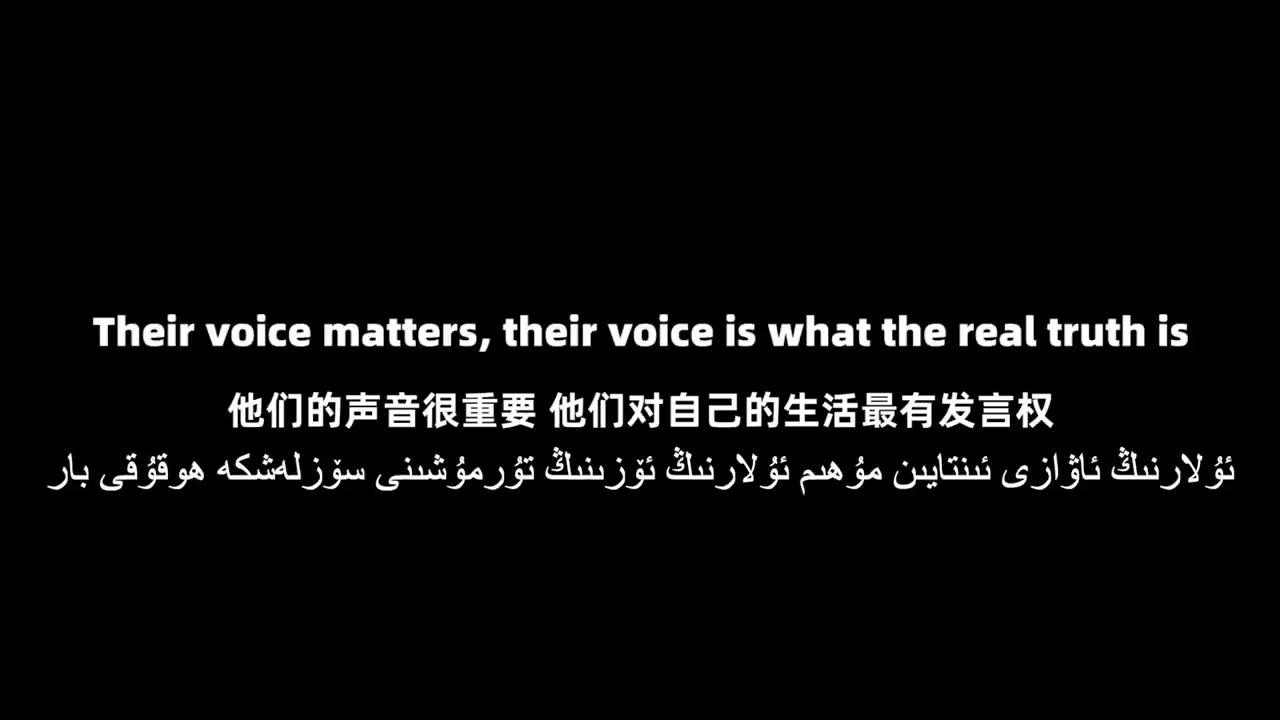 Their voice matters, their voice is what the real truth is
他们的声音很重要 他们对自己的生活最有发言权
ئۇلارنىڭ ئاۋازى ئىنتايىن مۇھىم ئۇلارنىڭ ئۆزىنىڭ تۇرمۇشىنى سۆزلەشكە ھوقۇقى بار